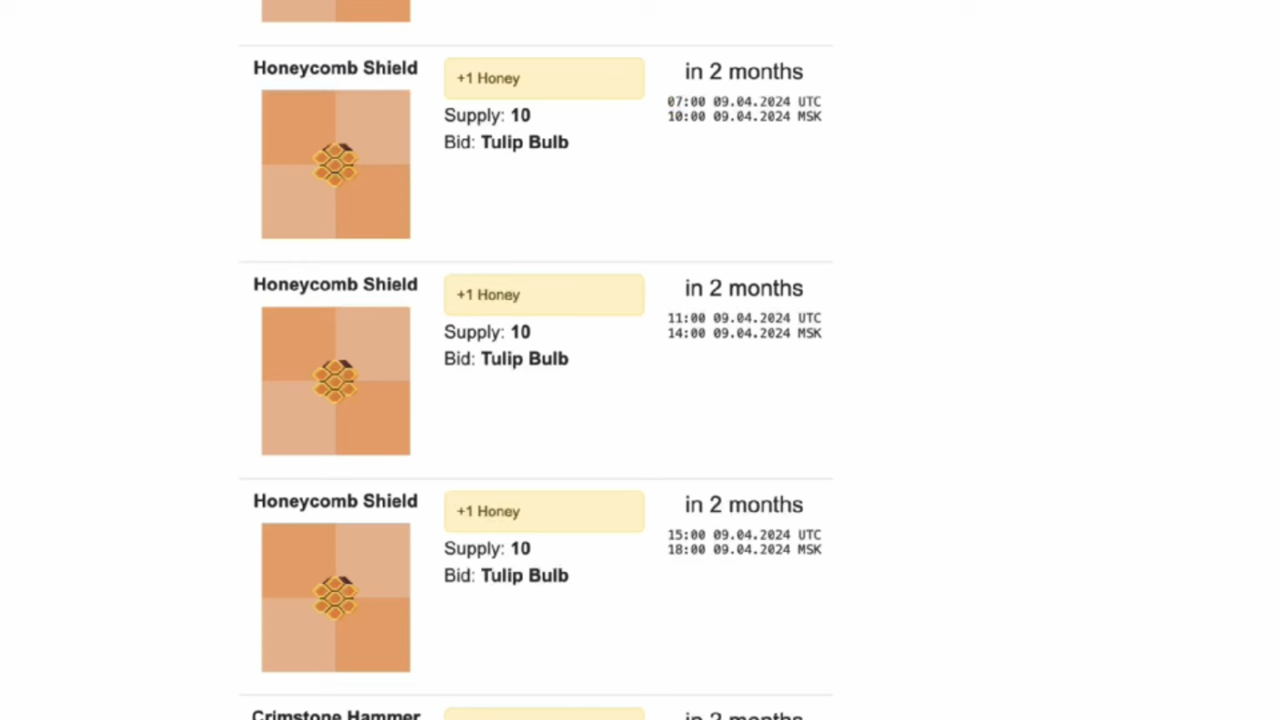 Honeycomb Shield
+1 Honey
Supply: 10
Bid: Tulip Bulb
in 2 months
07:00 09.04.2024 UTC
10:00 09.04.2024 MSK
Honeycomb Shield
+1 Honey
Supply: 10
Bid: Tulip Bulb
in 2 months
11:00 09.04.2024 UTC
14:00 09.04.2024 MSK
Honeycomb Shield
+1 Honey
Supply: 10
Bid: Tulip Bulb
in 2 months
15:00 09.04.2024 UTC
18:00 09.04.2024 MSK
Crimstone Hammer
in 2 months